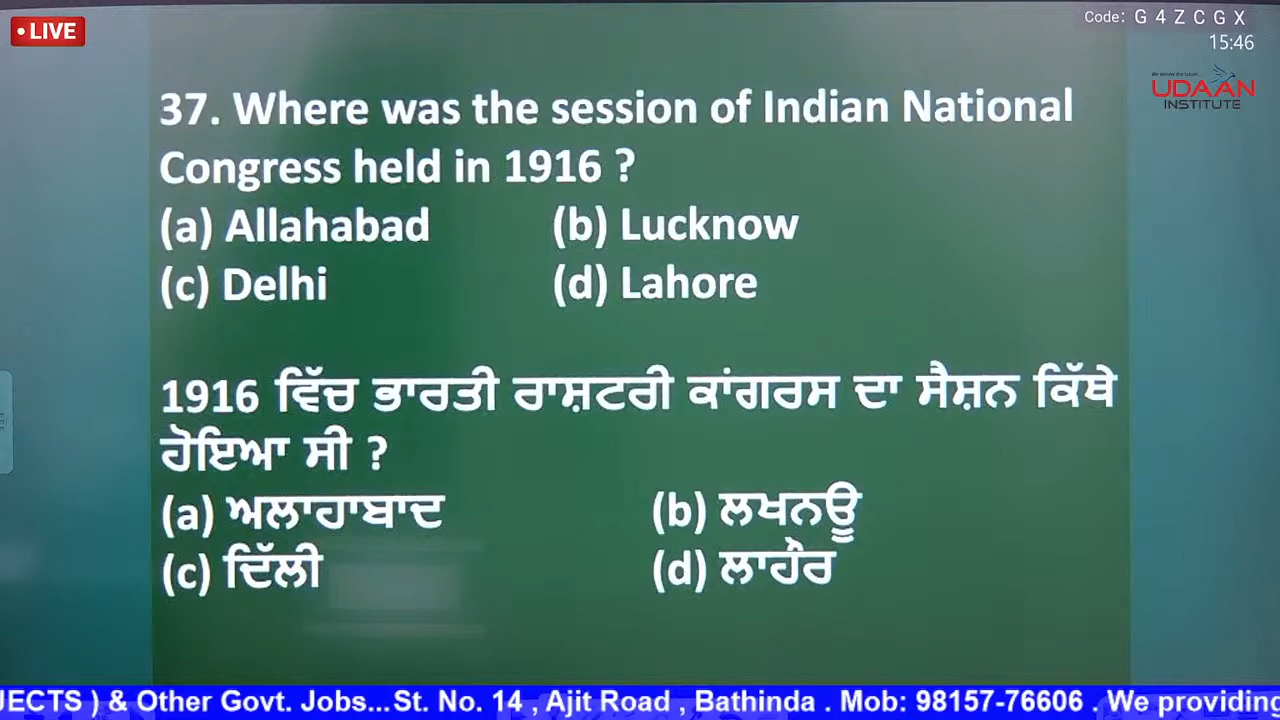 LIVE
Code: G 4 Z C G X
15:46
UDAAN
INSTITUTE
37. Where was the session of Indian National
Congress held in 1916 ?
(a) Allahabad (b) Lucknow
(c) Delhi (d) Lahore
1916 ਵਿੱਚ ਭਾਰਤੀ ਰਾਸ਼ਟਰੀ ਕਾਂਗਰਸ ਦਾ ਸੈਸ਼ਨ ਕਿੱਥੇ
ਹੋਇਆ ਸੀ ?
(a) ਅਲਾਹਾਬਾਦ (b) ਲਖਨਊ
(c) ਦਿੱਲੀ (d) ਲਾਹੌਰ
JECTS ) & Other Govt. Jobs...St. No. 14 , Ajit Road , Bathinda . Mob: 98157-76606 . We providing